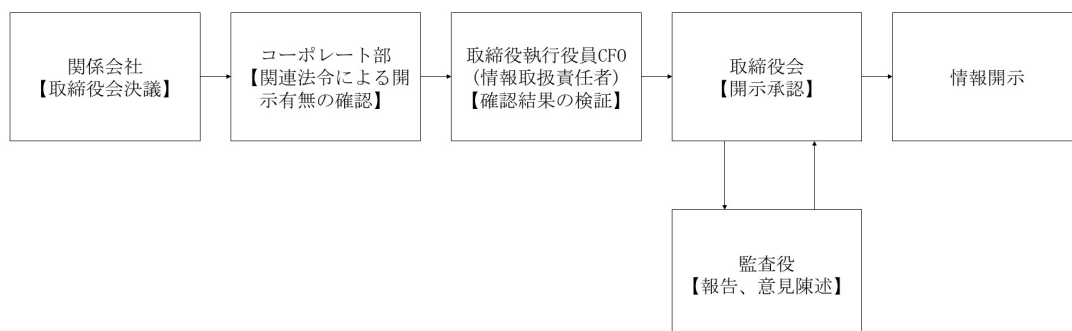 関係会社
【取締役会決議】
コーポレート部
【関連法令による開
示有無の確認】
取締役執行役員CFO
(情報取扱責任者)
【確認結果の検証】
取締役会
【開示承認】
情報開示
監査役
【報告、意見陳述】